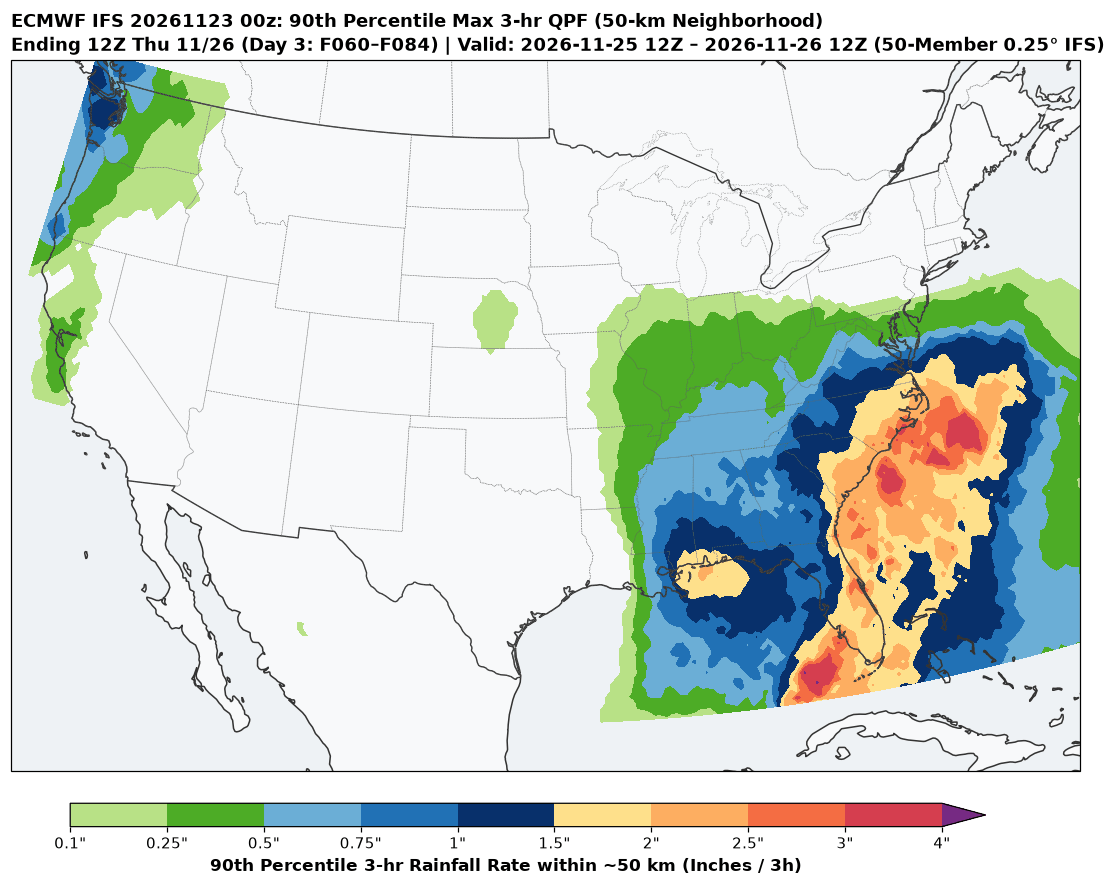 ECMWF IFS 20261123 00z: 90th Percentile Max 3-hr QPF (50-km Neighborhood)
Ending 12Z Thu 11/26 (Day 3: F060–F084) | Valid: 2026-11-25 12Z – 2026-11-26 12Z (50-Member 0.25° IFS)
0.1" 0.25" 0.5" 0.75" 1" 1.5" 2" 2.5" 3" 4"
90th Percentile 3-hr Rainfall Rate within ~50 km (Inches / 3h)